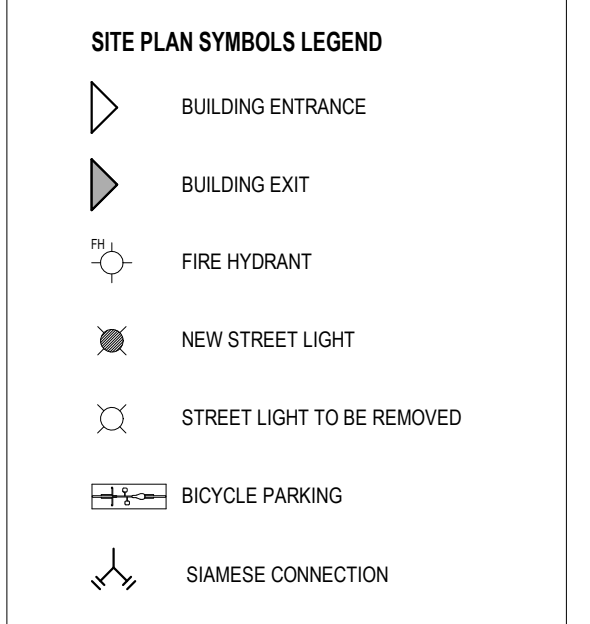 SITE PLAN SYMBOLS LEGEND
BUILDING ENTRANCE
BUILDING EXIT
FH
FIRE HYDRANT
NEW STREET LIGHT
STREET LIGHT TO BE REMOVED
BICYCLE PARKING
SIAMESE CONNECTION